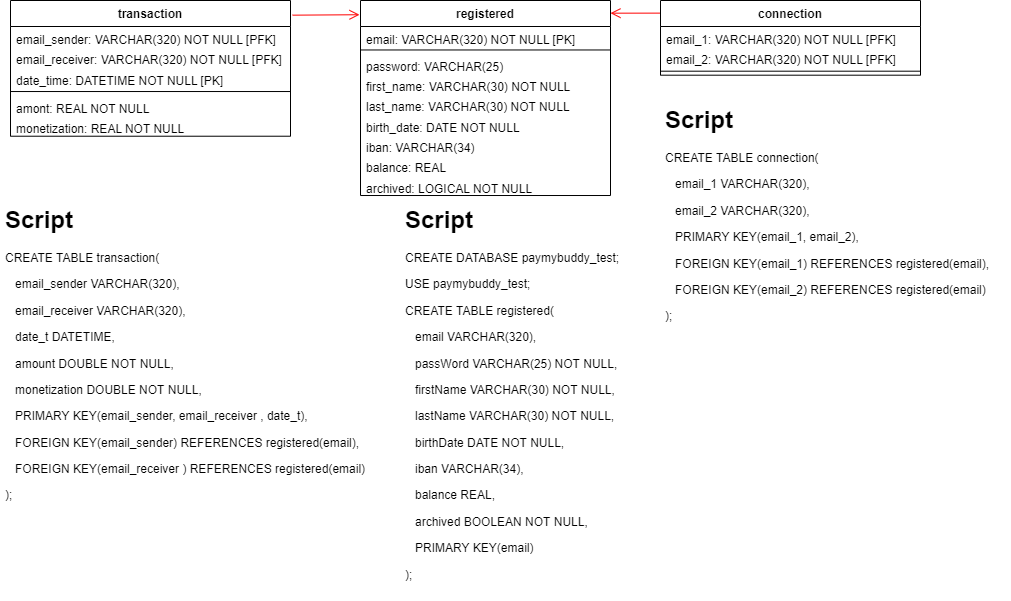 transaction
email_sender: VARCHAR(320) NOT NULL [PFK]
email_receiver: VARCHAR(320) NOT NULL [PFK]
date_time: DATETIME NOT NULL [PK]
amont: REAL NOT NULL
monetization: REAL NOT NULL
registered
email: VARCHAR(320) NOT NULL [PK]
password: VARCHAR(25)
first_name: VARCHAR(30) NOT NULL
last_name: VARCHAR(30) NOT NULL
birth_date: DATE NOT NULL
iban: VARCHAR(34)
balance: REAL
archived: LOGICAL NOT NULL
connection
email_1: VARCHAR(320) NOT NULL [PFK]
email_2: VARCHAR(320) NOT NULL [PFK]
Script
CREATE TABLE transaction(
email_sender VARCHAR(320),
email_receiver VARCHAR(320),
date_t DATETIME,
amount DOUBLE NOT NULL,
monetization DOUBLE NOT NULL,
PRIMARY KEY(email_sender, email_receiver , date_t),
FOREIGN KEY(email_sender) REFERENCES registered(email),
FOREIGN KEY(email_receiver ) REFERENCES registered(email)
);
Script
CREATE DATABASE paymybuddy_test;
USE paymybuddy_test;
CREATE TABLE registered(
email VARCHAR(320),
passWord VARCHAR(25) NOT NULL,
firstName VARCHAR(30) NOT NULL,
lastName VARCHAR(30) NOT NULL,
birthDate DATE NOT NULL,
iban VARCHAR(34),
balance REAL,
archived BOOLEAN NOT NULL,
PRIMARY KEY(email)
);
Script
CREATE TABLE connection(
email_1 VARCHAR(320),
email_2 VARCHAR(320),
PRIMARY KEY(email_1, email_2),
FOREIGN KEY(email_1) REFERENCES registered(email),
FOREIGN KEY(email_2) REFERENCES registered(email)
);